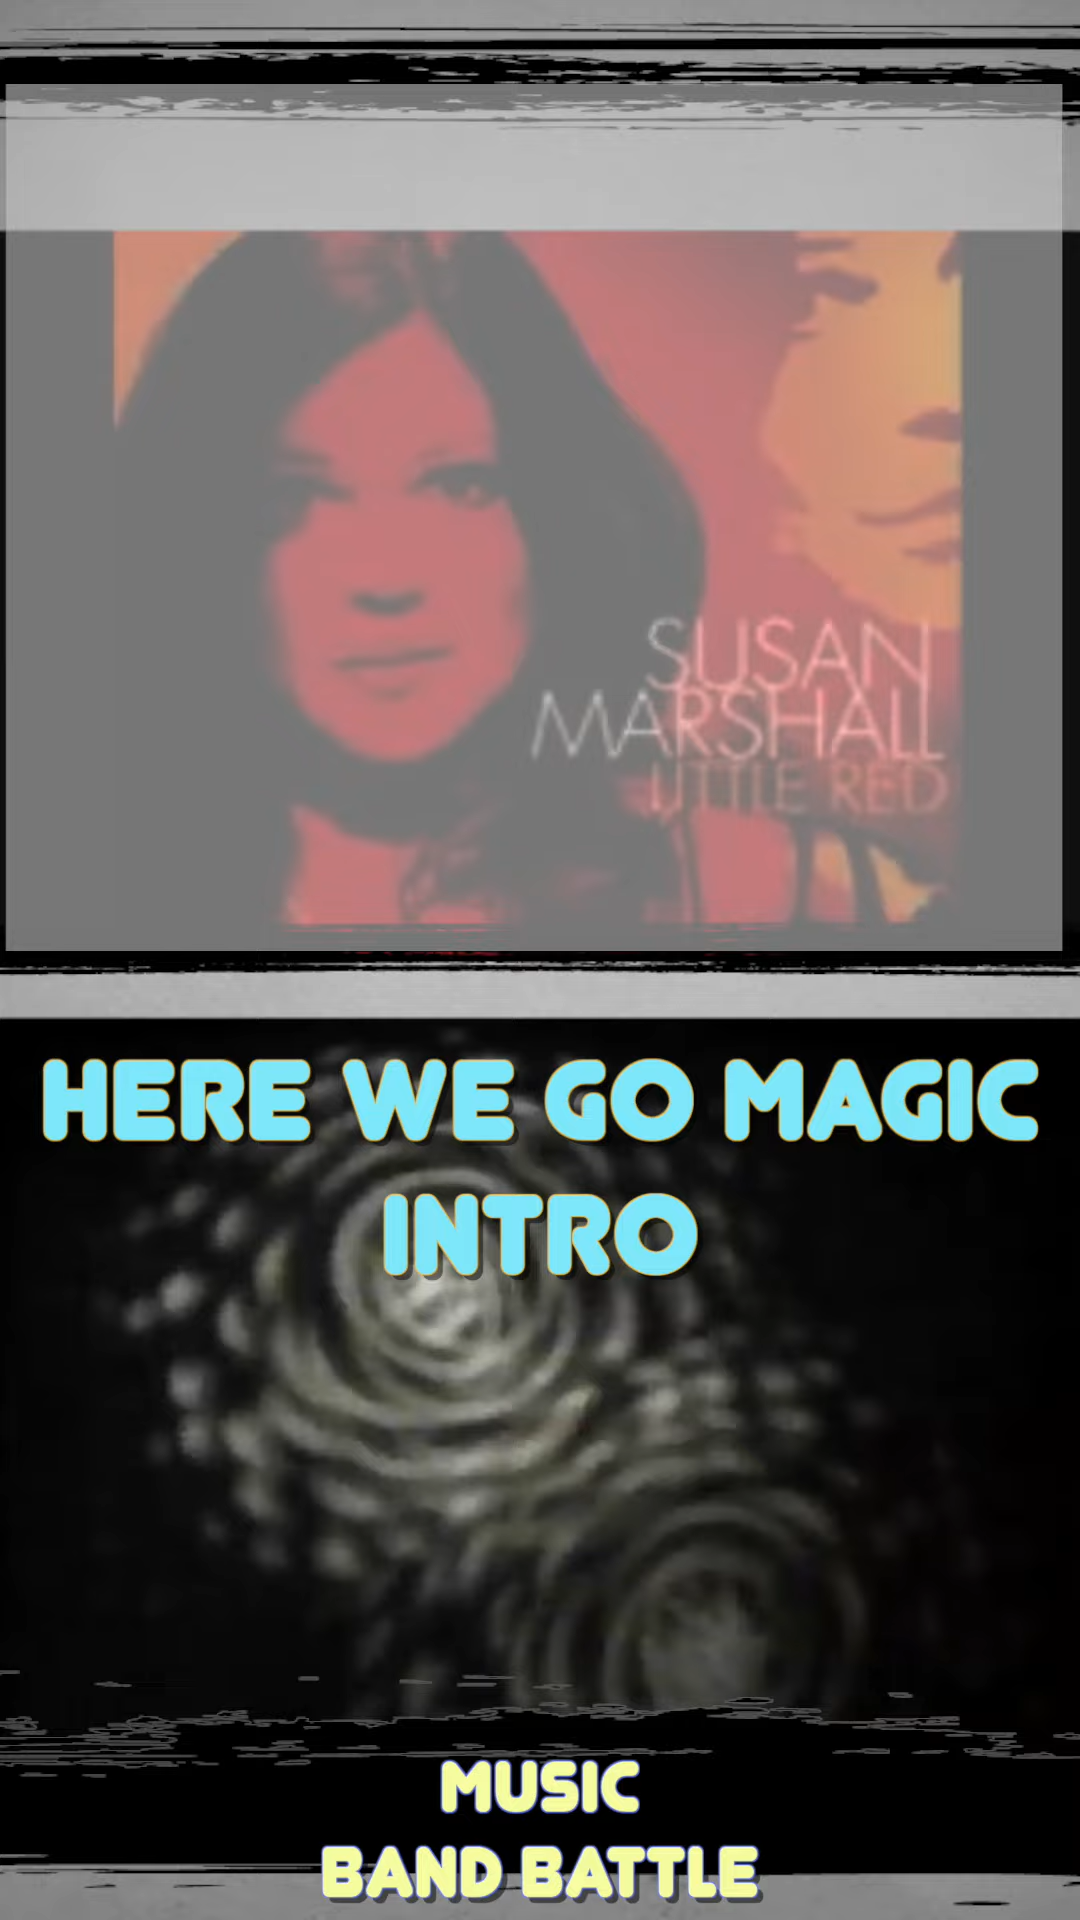 SUSAN
MARSHALL
LITTLE RED
HERE WE GO MAGIC
INTRO
MUSIC
BAND BATTLE